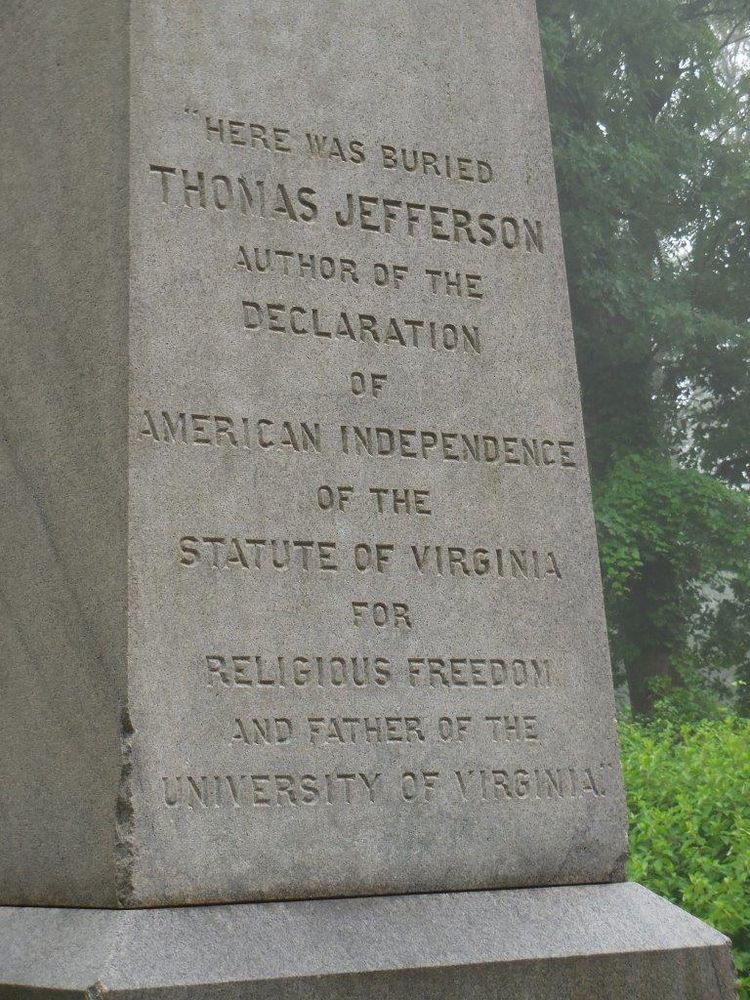 "HERE WAS BURIED
THOMAS JEFFERSON
AUTHOR OF THE
DECLARATION
OF
AMERICAN INDEPENDENCE
OF THE
STATUTE OF VIRGINIA
FOR
RELIGIOUS FREEDOM
AND FATHER OF THE
UNIVERSITY OF VIRGINIA."